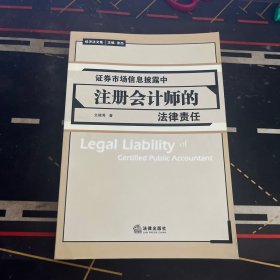 证券市场信息披露中
注册会计师的
法律责任
Legal Liability of
Certified Public Accountant
法律出版社